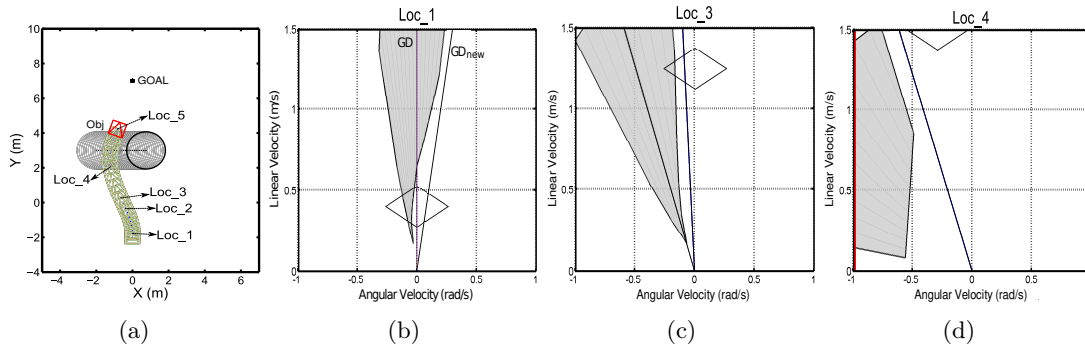 Loc_1
Loc_3
Loc_4
10
8
6
4
2
0
−2
−4
Y (m)
GOAL
Obj
Loc_5
Loc_4
Loc_3
Loc_2
Loc_1
−4 −2 0 2 4 6
X (m)
1.5
1
0.5
0
Linear Velocity (m/s)
GD
GDnew
-1 -0.5 0 0.5 1
Angular Velocity (rad/s)
1.5
1
0.5
0
Linear Velocity (m/s)
-1 -0.5 0 0.5 1
Angular Velocity (rad/s)
1.5
1
0.5
0
Linear Velocity (m/s)
-1 -0.5 0 0.5 1
Angular Velocity (rad/s)
(a) (b) (c) (d)